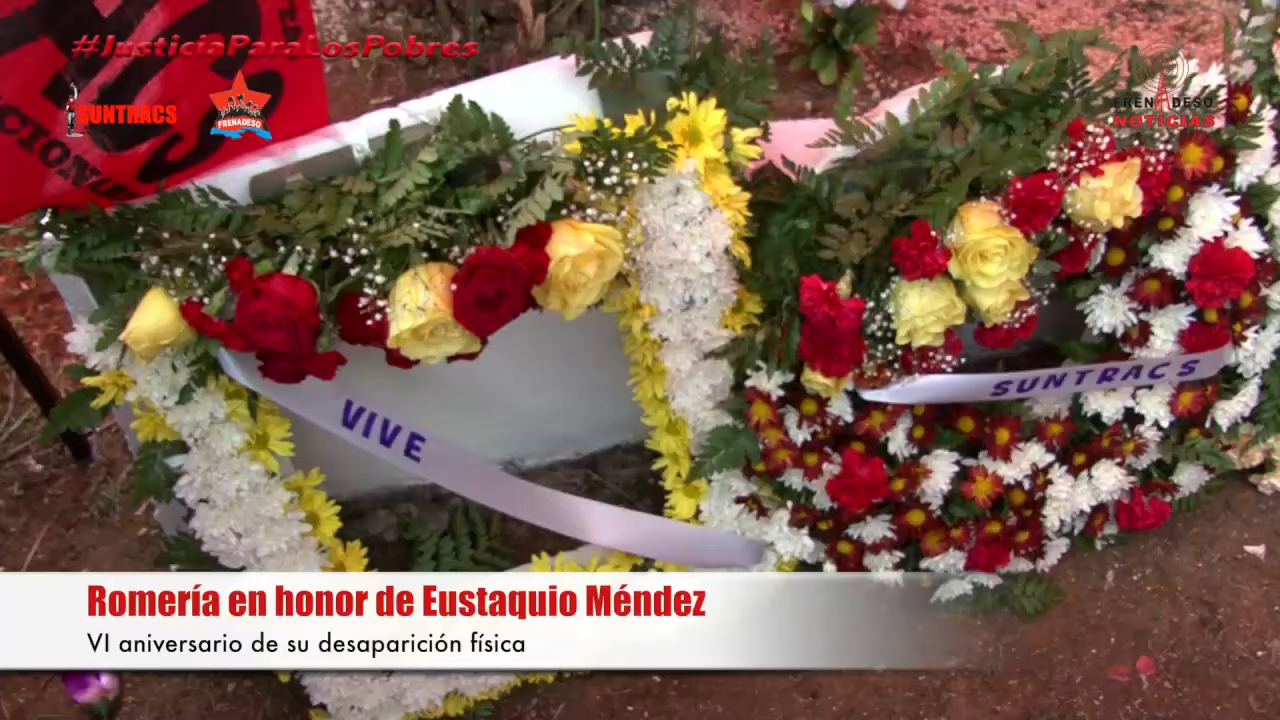 #JusticiaParaLosPobres
SUNTRACS
FRENADESO
FRENADESO
NOTICIAS
VIVE
SUNTRACS
Romería en honor de Eustaquio Méndez
VI aniversario de su desaparición física